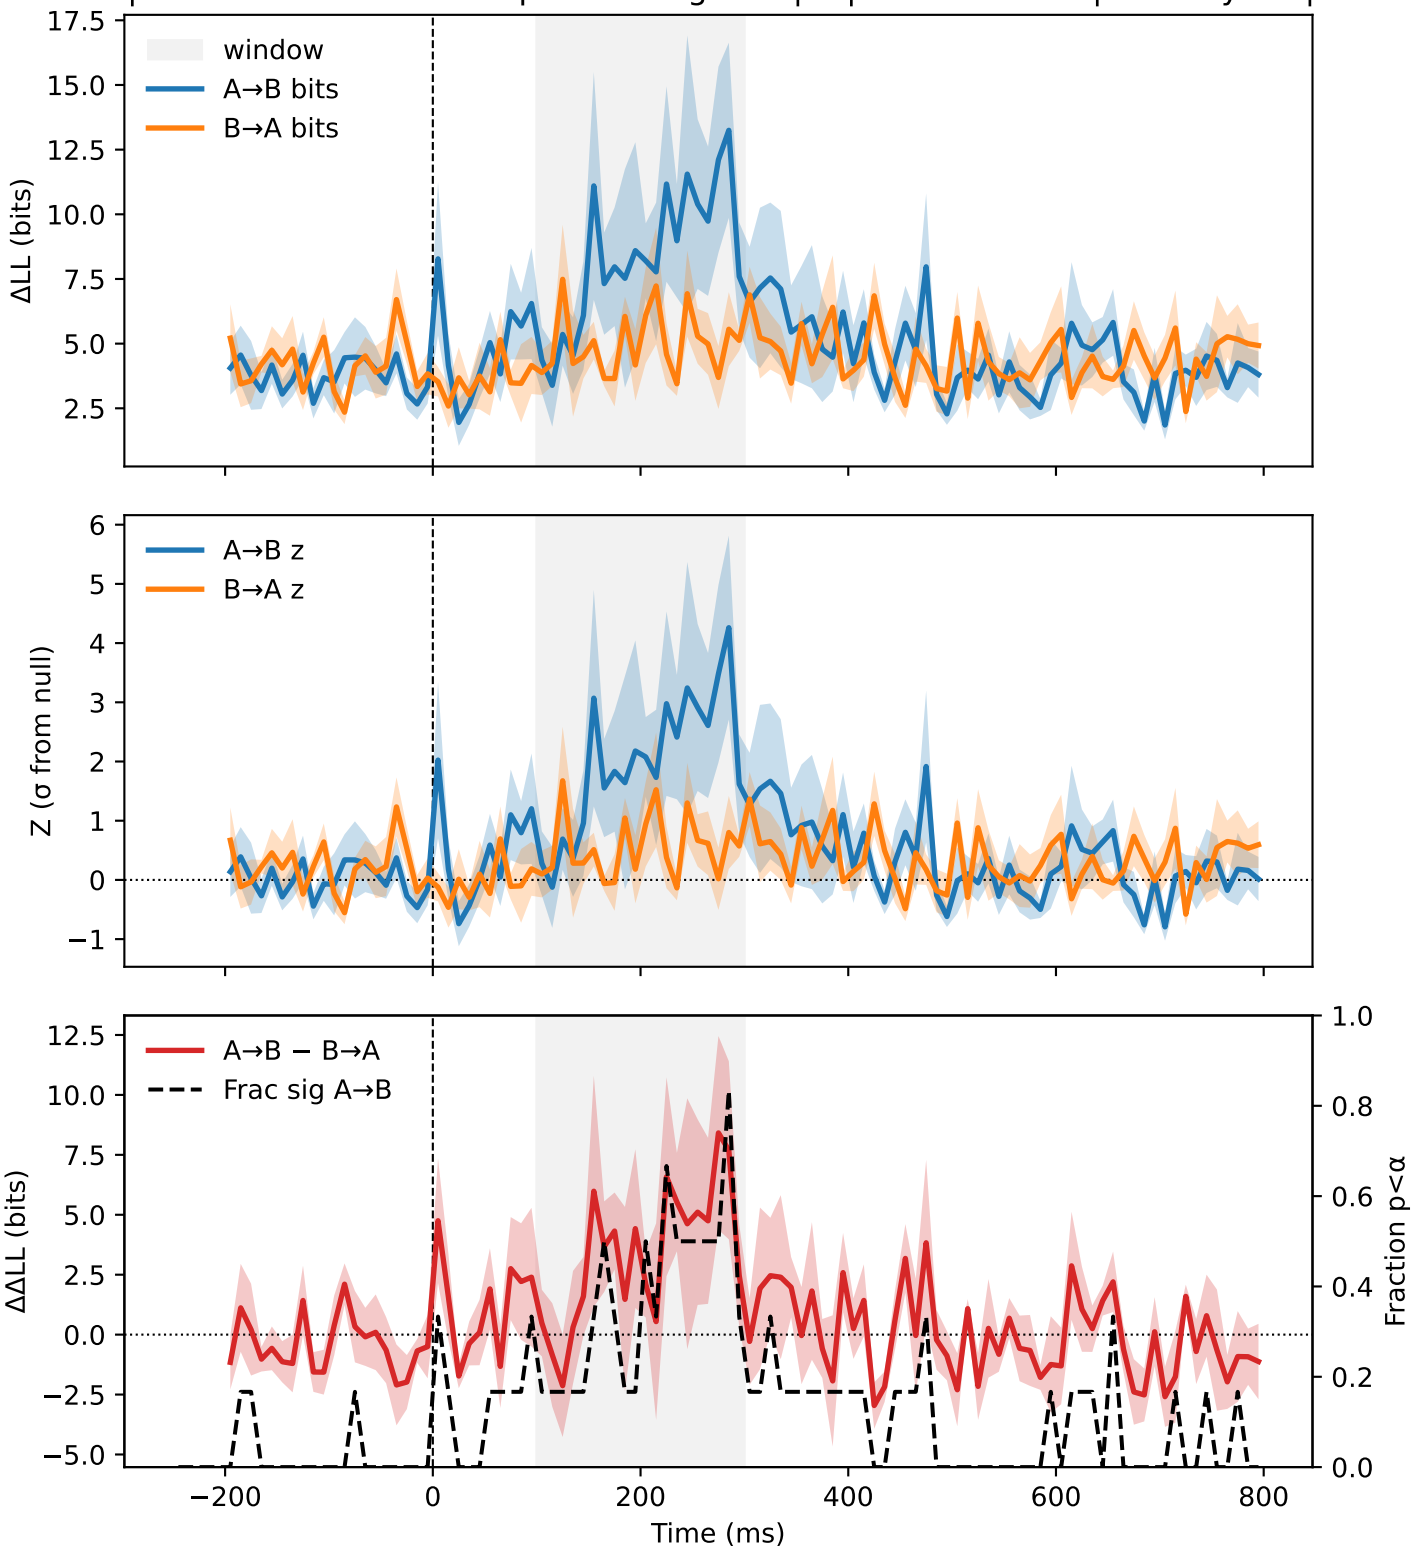 17.5
15.0
12.5
10.0
7.5
5.0
2.5
ΔLL (bits)
window
A→B bits
B→A bits
6
5
4
3
2
1
0
−1
Z (σ from null)
A→B z
B→A z
12.5
10.0
7.5
5.0
2.5
0.0
−2.5
−5.0
ΔΔLL (bits)
A→B − B→A
Frac sig A→B
1.0
0.8
0.6
0.4
0.2
0.0
Fraction p<α
−200 0 200 400 600 800
Time (ms)